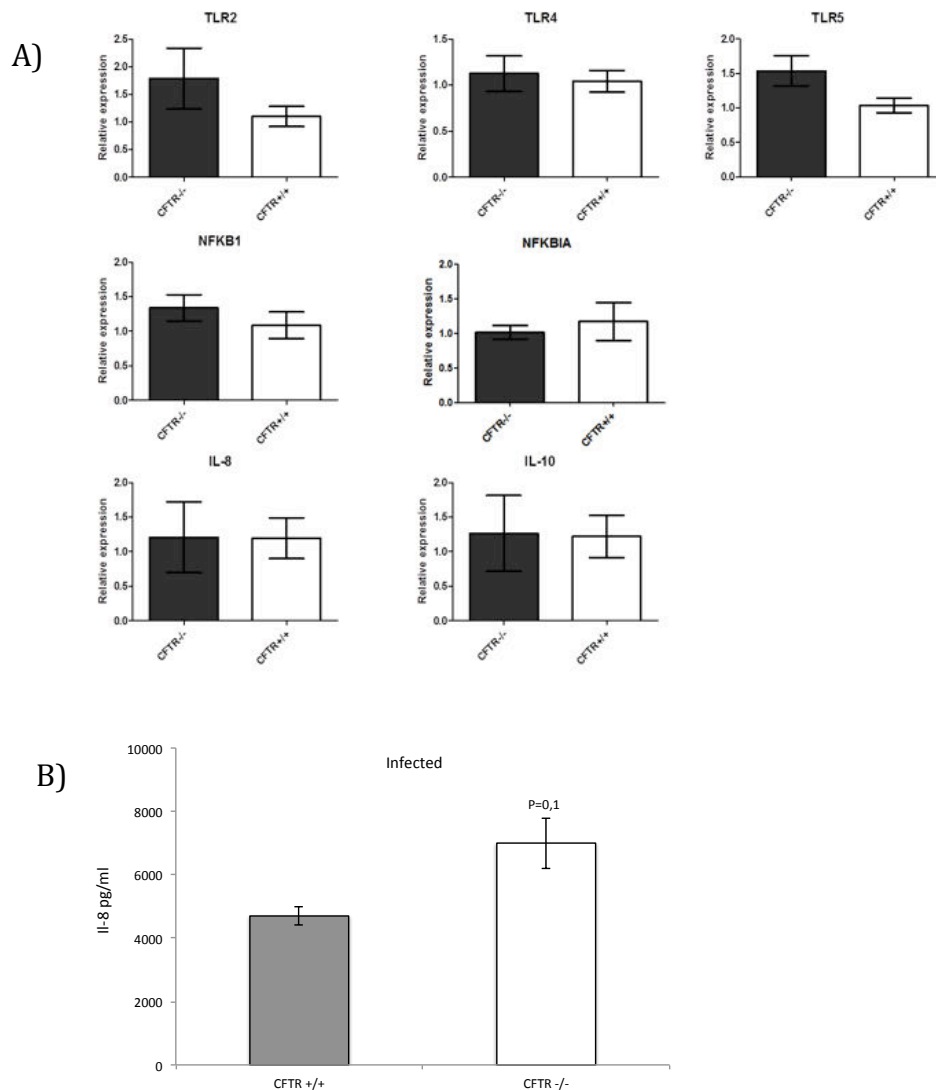 A)
TLR2
Relative expression
2.5
2.0
1.5
1.0
0.5
0.0
CFTR-/-
CFTR+/+
TLR4
Relative expression
1.5
1.0
0.5
0.0
CFTR-/-
CFTR+/+
TLR5
Relative expression
2.0
1.5
1.0
0.5
0.0
CFTR-/-
CFTR+/+
NFKB1
Relative expression
2.0
1.5
1.0
0.5
0.0
CFTR-/-
CFTR+/+
NFKBIA
Relative expression
2.0
1.5
1.0
0.5
0.0
CFTR-/-
CFTR+/+
IL-8
Relative expression
2.0
1.5
1.0
0.5
0.0
CFTR-/-
CFTR+/+
IL-10
Relative expression
2.0
1.5
1.0
0.5
0.0
CFTR-/-
CFTR+/+
B)
Infected
P=0,1
Il-8 pg/ml
10000
8000
6000
4000
2000
0
CFTR +/+
CFTR -/-